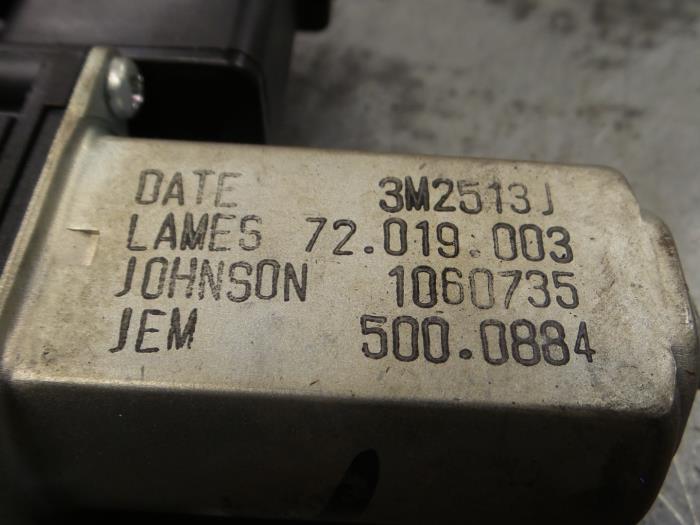 DATE 3M2513J
LAMES 72.019.003
JOHNSON 1060735
JEM 500.0884